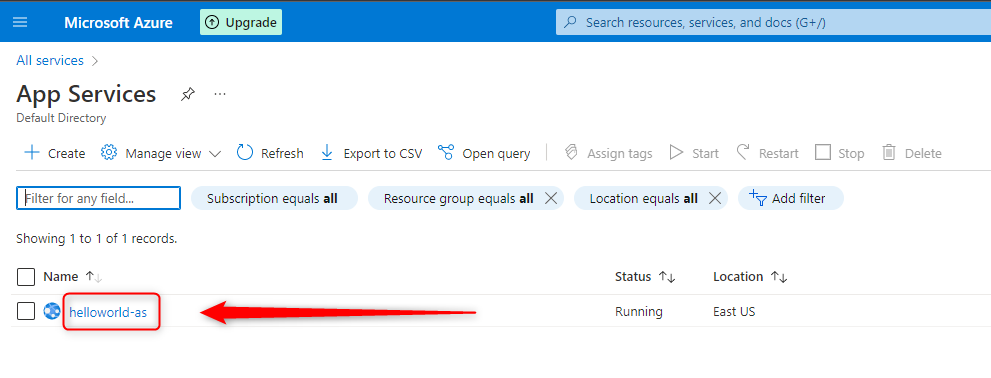 Microsoft Azure Upgrade Search resources, services, and docs (G+/)
All services >
App Services ...
Default Directory
+ Create Manage view Refresh Export to CSV Open query Assign tags Start Restart Stop Delete
Filter for any field... Subscription equals all Resource group equals all Location equals all Add filter
Showing 1 to 1 of 1 records.
Name Status Location
helloworld-as Running East US